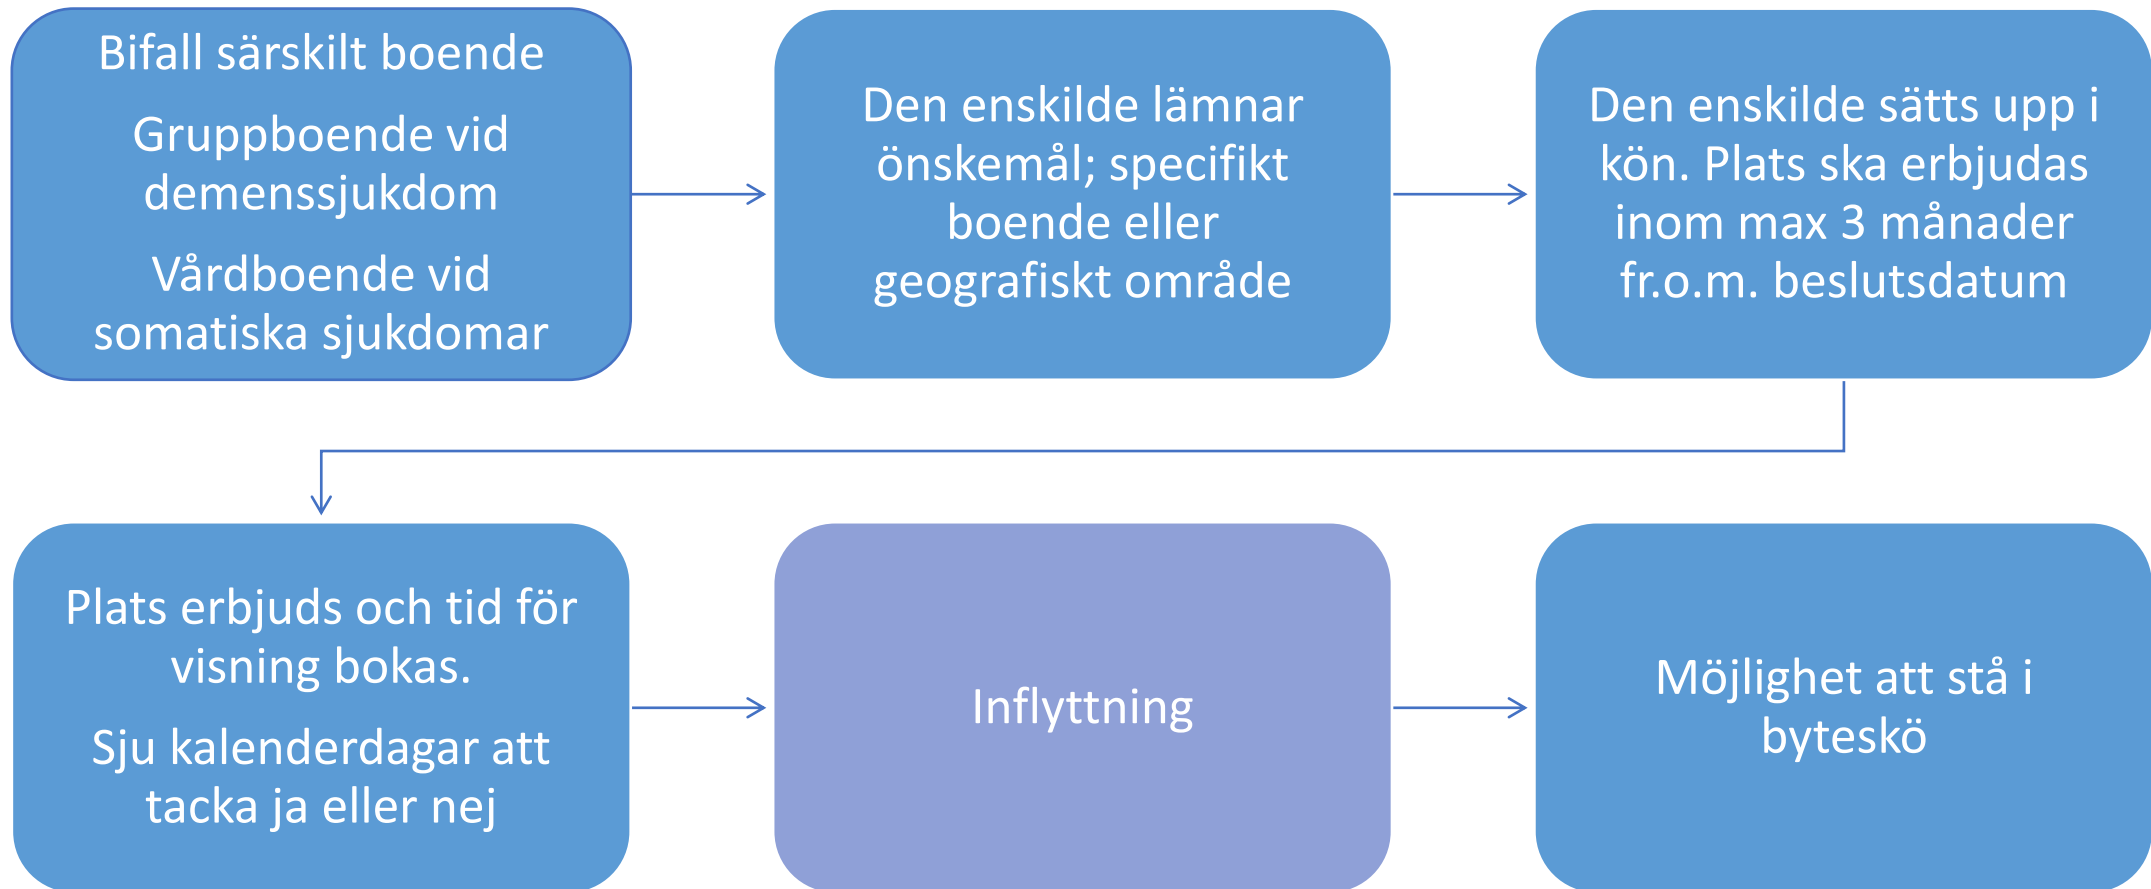 Bifall särskilt boende
Gruppboende vid
demenssjukdom
Vårdboende vid
somatiska sjukdomar
Den enskilde lämnar
önskemål; specifikt
boende eller
geografiskt område
Den enskilde sätts upp i
kön. Plats ska erbjudas
inom max 3 månader
fr.o.m. beslutsdatum
Plats erbjuds och tid för
visning bokas.
Sju kalenderdagar att
tacka ja eller nej
Inflyttning
Möjlighet att stå i
byteskö